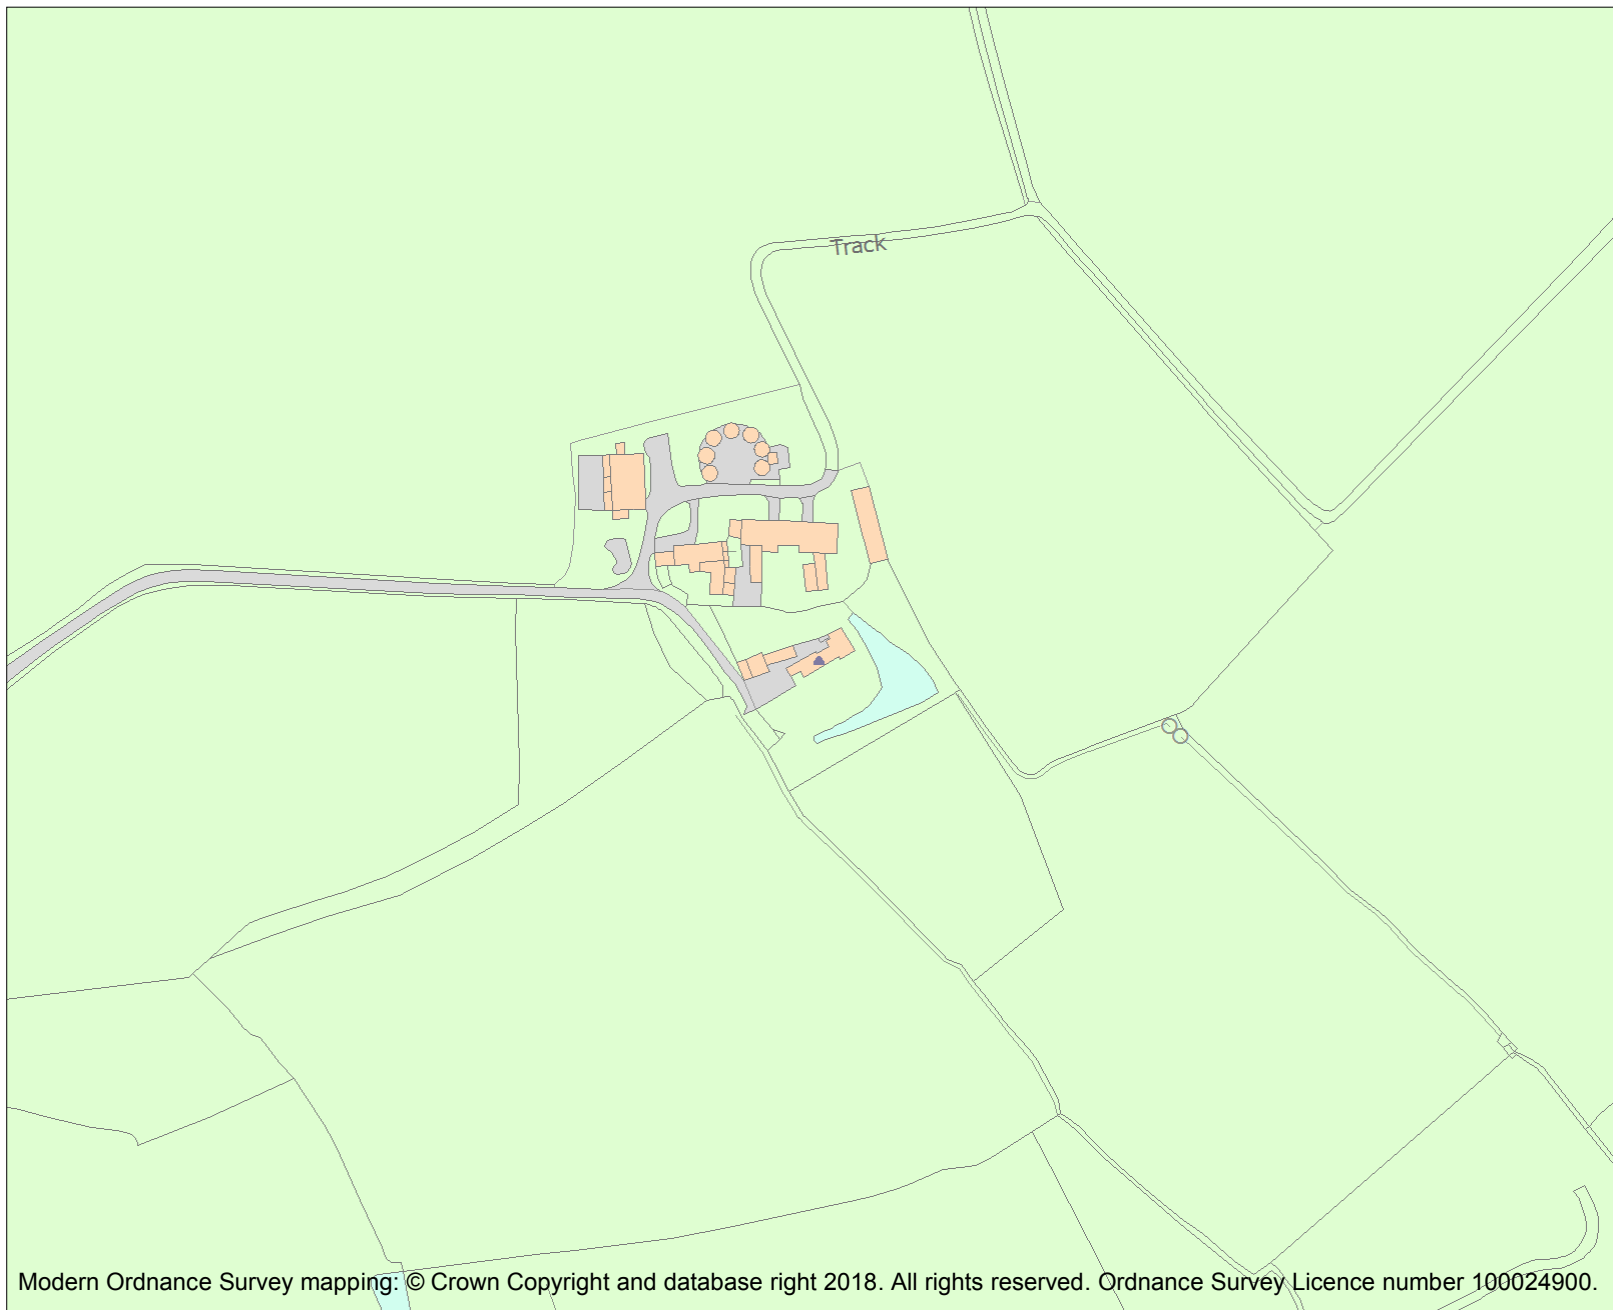 Track
Modern Ordnance Survey mapping: © Crown Copyright and database right 2018. All rights reserved. Ordnance Survey Licence number 100024900.